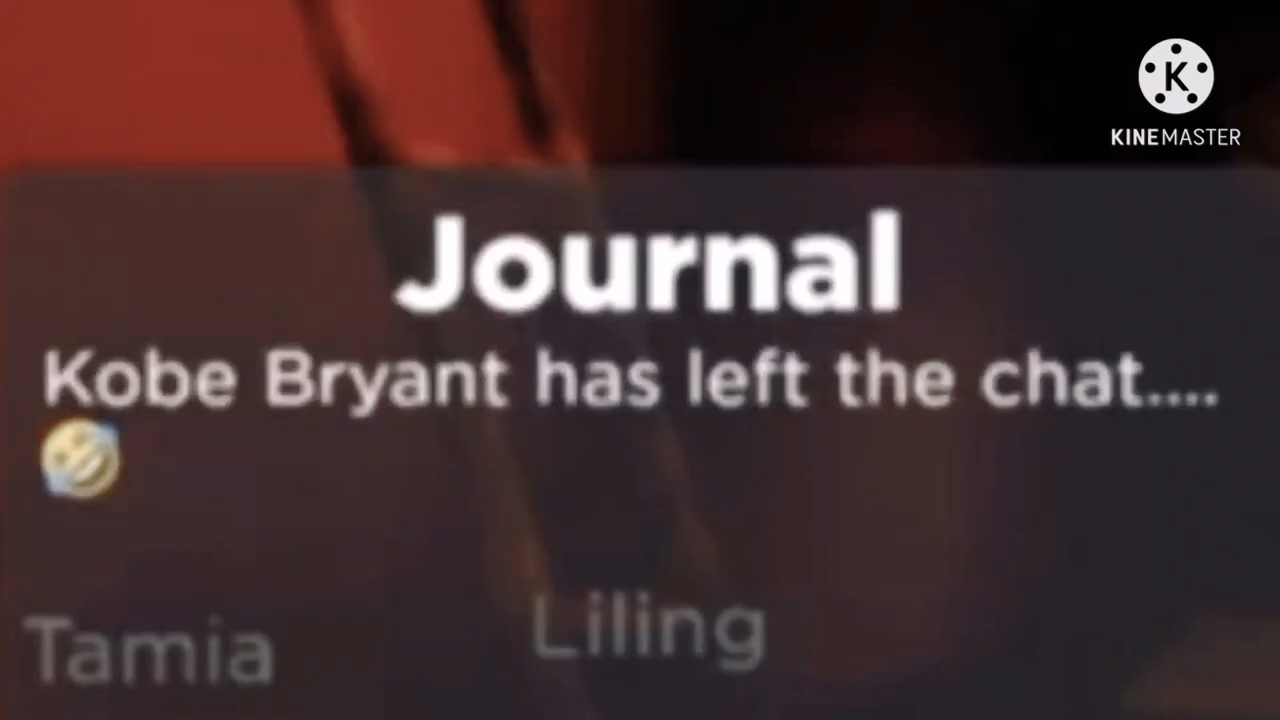 K
KINEMASTER
Journal
Kobe Bryant has left the chat....
😂
Tamia
Liling